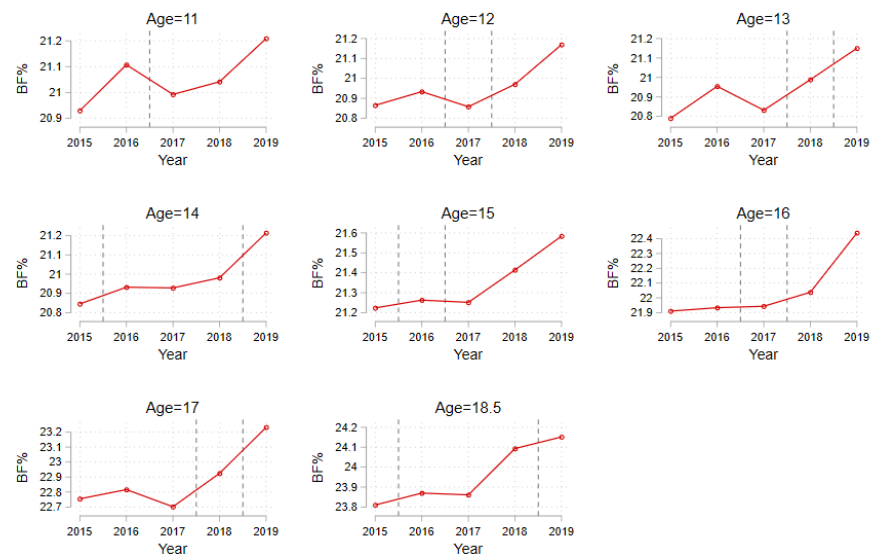 Age=11
BF%
21.2
21.1
21
20.9
2015 2016 2017 2018 2019
Year
Age=12
BF%
21.2
21.1
21
20.9
20.8
2015 2016 2017 2018 2019
Year
Age=13
BF%
21.2
21.1
21
20.9
20.8
2015 2016 2017 2018 2019
Year
Age=14
BF%
21.2
21.1
21
20.9
20.8
2015 2016 2017 2018 2019
Year
Age=15
BF%
21.6
21.5
21.4
21.3
21.2
2015 2016 2017 2018 2019
Year
Age=16
BF%
22.4
22.3
22.2
22.1
22
21.9
2015 2016 2017 2018 2019
Year
Age=17
BF%
23.2
23.1
23
22.9
22.8
22.7
2015 2016 2017 2018 2019
Year
Age=18.5
BF%
24.2
24.1
24
23.9
23.8
2015 2016 2017 2018 2019
Year